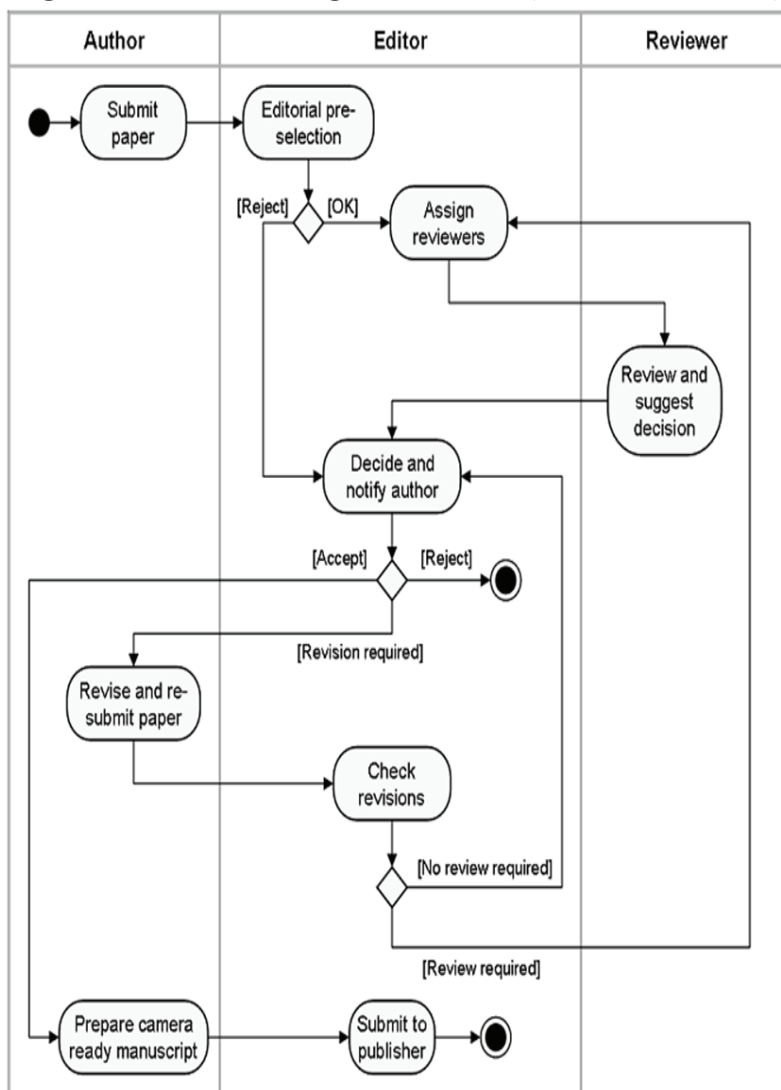 Author
Editor
Reviewer
Submit
paper
Editorial pre-
selection
[Reject]
[OK]
Assign
reviewers
Review and
suggest
decision
Decide and
notify author
[Accept]
[Reject]
[Revision required]
Revise and re-
submit paper
Check
revisions
[No review required]
[Review required]
Prepare camera
ready manuscript
Submit to
publisher